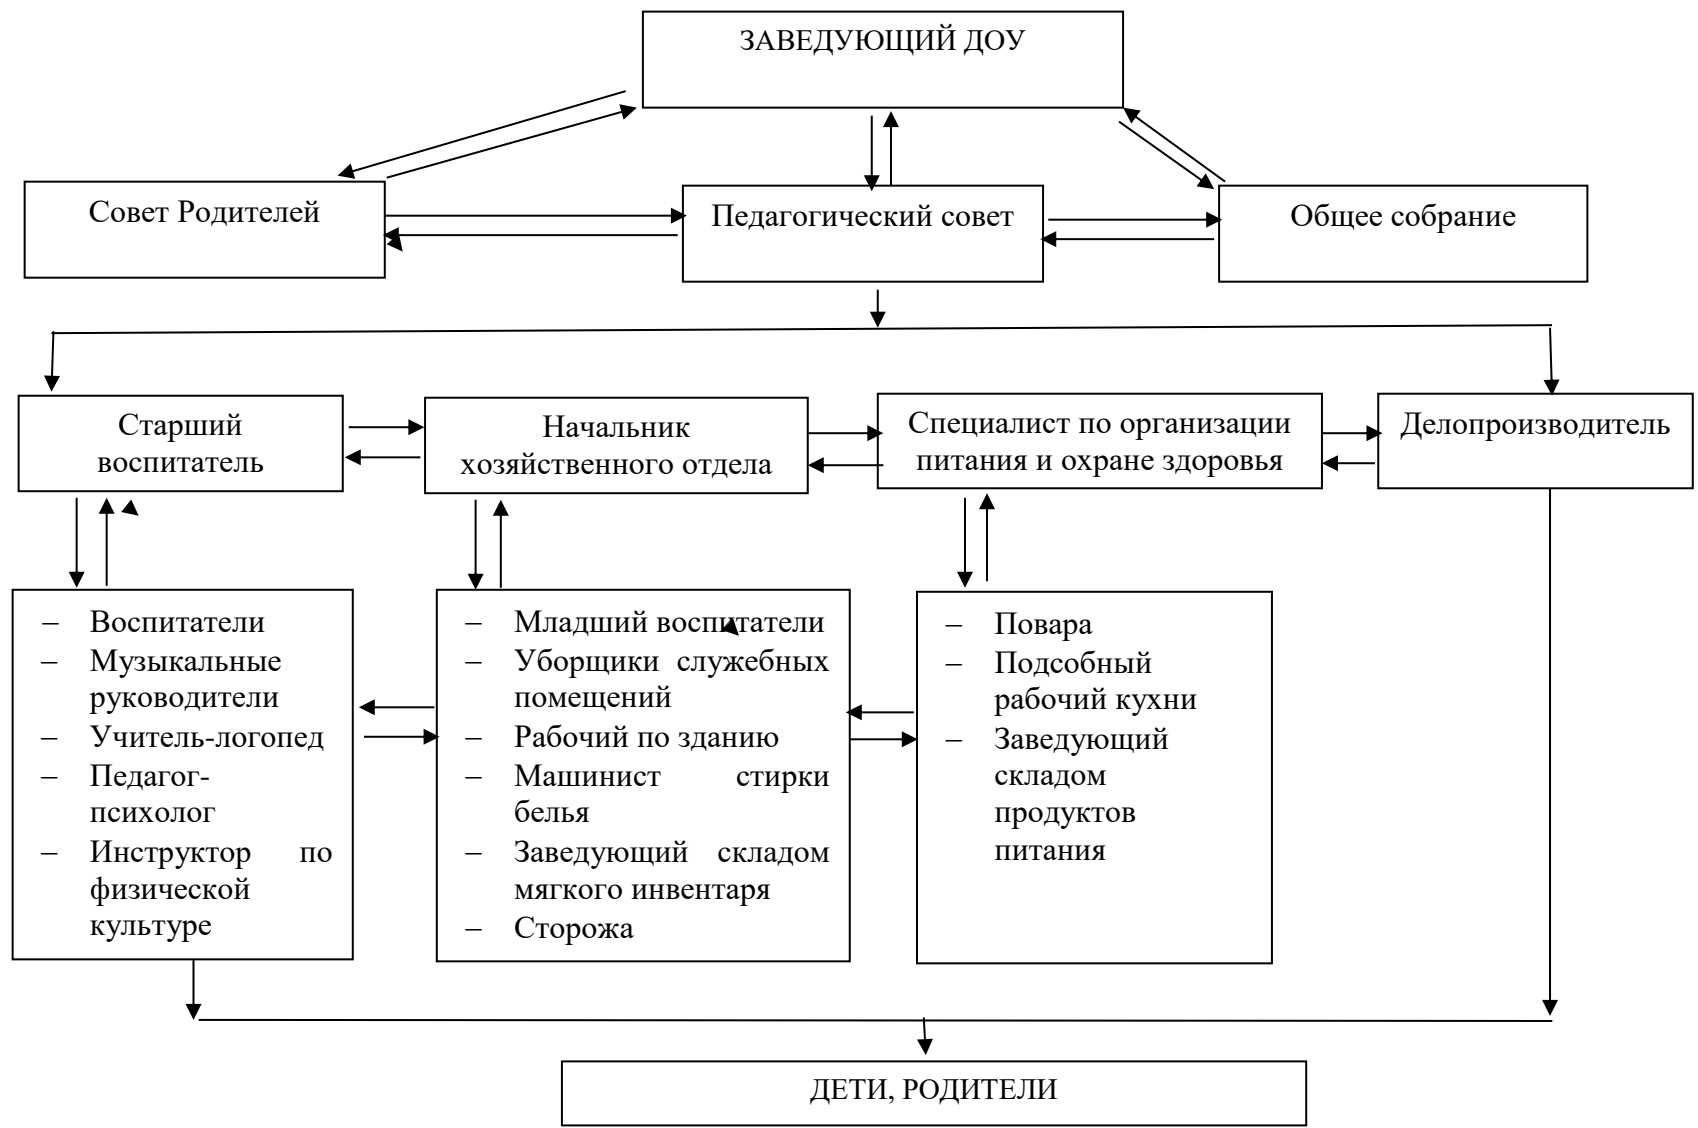 ЗАВЕДУЮЩИЙ ДОУ
Совет Родителей
Педагогический совет
Общее собрание
Старший
воспитатель
Начальник
хозяйственного отдела
Специалист по организации
питания и охране здоровья
Делопроизводитель
– Воспитатели
– Музыкальные
руководители
– Учитель-логопед
– Педагог-
психолог
– Инструктор по
физической
культуре
– Младший воспитатели
– Уборщики служебных
помещений
– Рабочий по зданию
– Машинист стирки
белья
– Заведующий складом
мягкого инвентаря
– Сторожа
– Повара
– Подсобный
рабочий кухни
– Заведующий
складом
продуктов
питания
ДЕТИ, РОДИТЕЛИ